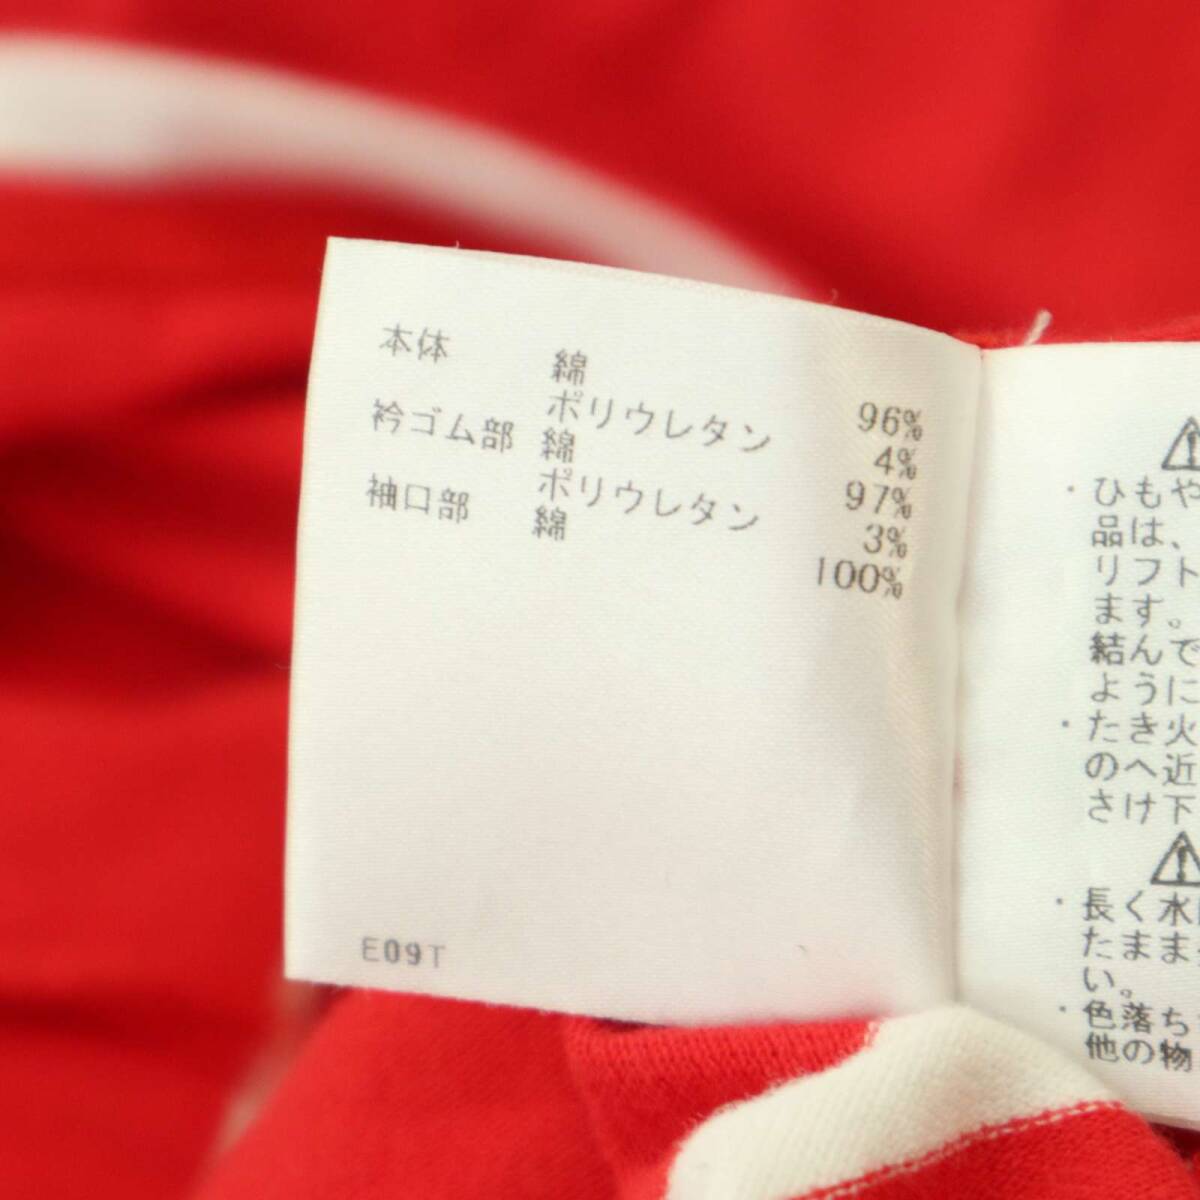 本体 綿 96%
ポリウレタン 4%
衿ゴム部 綿 97%
ポリウレタン 3%
袖口部 綿 100%
E09T
・ひもや
品は、
リフト
ます。
結んで
ように
・たき火
のへ近
さけ下
・長く水
たまま
い。
・色落ち
他の物